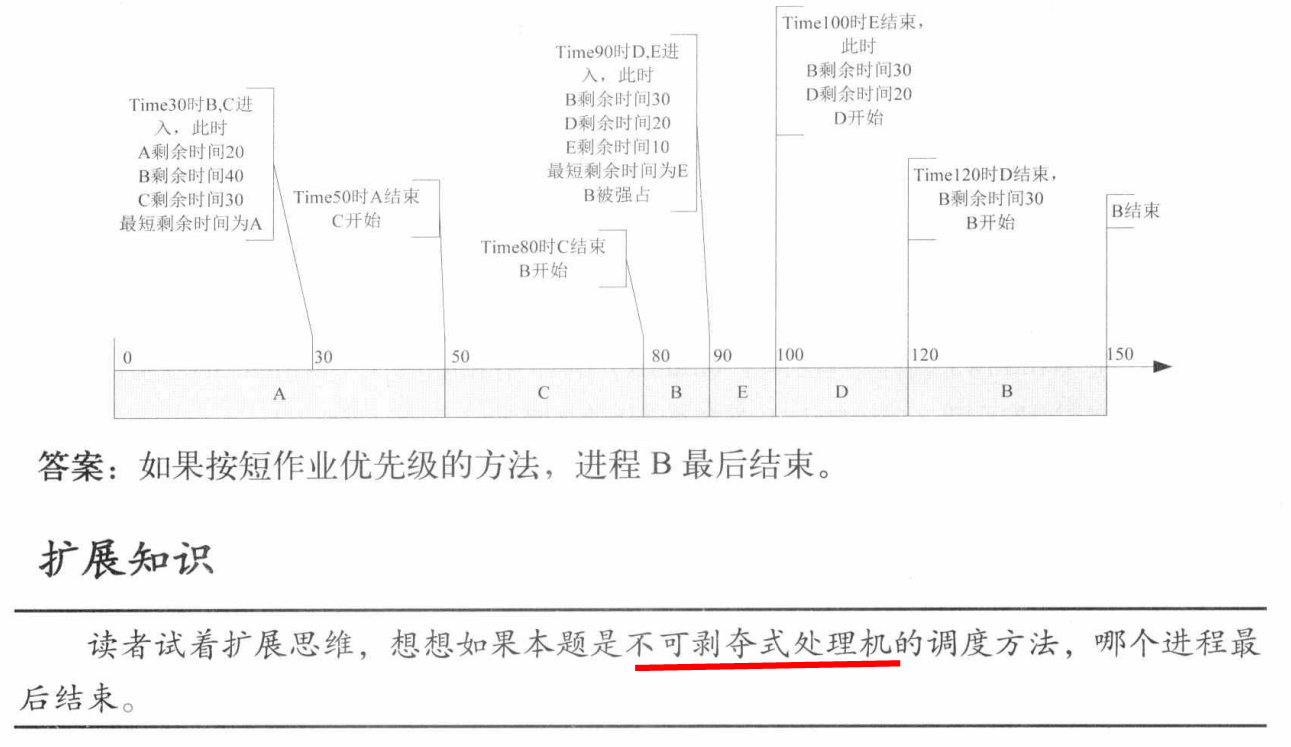 Time30时B,C进
入，此时
A剩余时间20
B剩余时间40
C剩余时间30
最短剩余时间为A
Time50时A结束
C开始
Time80时C结束
B开始
Time90时D,E进
入，此时
B剩余时间30
D剩余时间20
E剩余时间10
最短剩余时间为E
B被强占
Time100时E结束，
此时
B剩余时间30
D剩余时间20
D开始
Time120时D结束，
B剩余时间30
B开始
B结束
0 30 50 80 90 100 120 150
A C B E D B
答案：如果按短作业优先级的方法，进程 B 最后结束。
扩展知识
读者试着扩展思维，想想如果本题是不可剥夺式处理机的调度方法，哪个进程最
后结束。